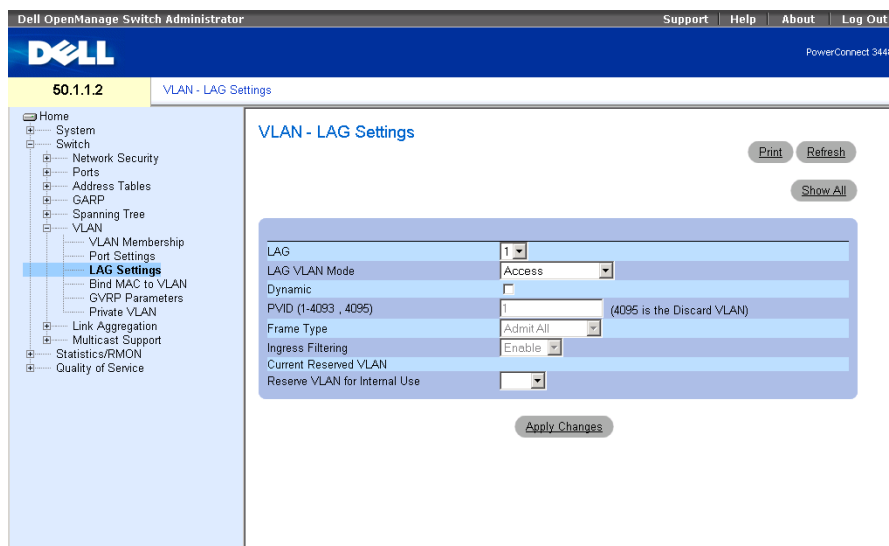 Dell OpenManage Switch Administrator
Support Help About Log Out
DELL
PowerConnect 3448
50.1.1.2
VLAN - LAG Settings
Home
System
Switch
Network Security
Ports
Address Tables
GARP
Spanning Tree
VLAN
VLAN Membership
Port Settings
LAG Settings
Bind MAC to VLAN
GVRP Parameters
Private VLAN
Link Aggregation
Multicast Support
Statistics/RMON
Quality of Service
VLAN - LAG Settings
Print Refresh
Show All
LAG 1
LAG VLAN Mode Access
Dynamic
PVID (1-4093 , 4095) 1 (4095 is the Discard VLAN)
Frame Type Admit All
Ingress Filtering Enable
Current Reserved VLAN
Reserve VLAN for Internal Use
Apply Changes